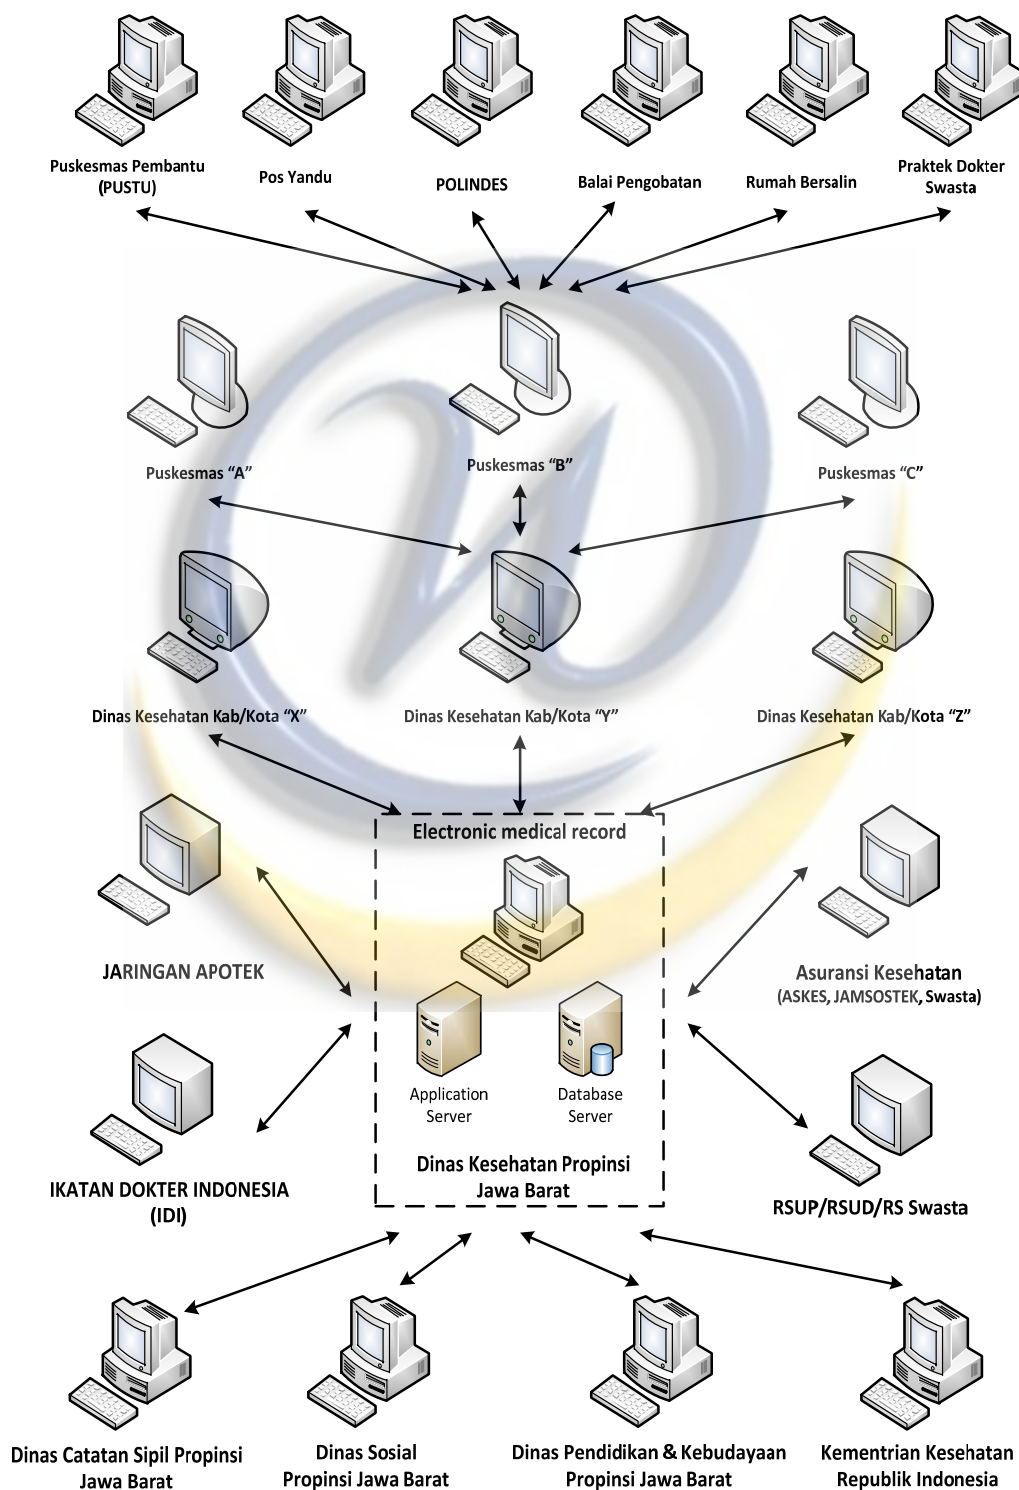 Puskesmas Pembantu
(PUSTU)
Pos Yandu
POLINDES
Balai Pengobatan
Rumah Bersalin
Praktek Dokter
Swasta
Puskesmas “A”
Puskesmas “B”
Puskesmas “C”
Dinas Kesehatan Kab/Kota “X”
Dinas Kesehatan Kab/Kota “Y”
Dinas Kesehatan Kab/Kota “Z”
Electronic medical record
JARINGAN APOTEK
Asuransi Kesehatan
(ASKES, JAMSOSTEK, Swasta)
Application
Server
Database
Server
Dinas Kesehatan Propinsi
Jawa Barat
IKATAN DOKTER INDONESIA
(IDI)
RSUP/RSUD/RS Swasta
Dinas Catatan Sipil Propinsi
Jawa Barat
Dinas Sosial
Propinsi Jawa Barat
Dinas Pendidikan & Kebudayaan
Propinsi Jawa Barat
Kementrian Kesehatan
Republik Indonesia